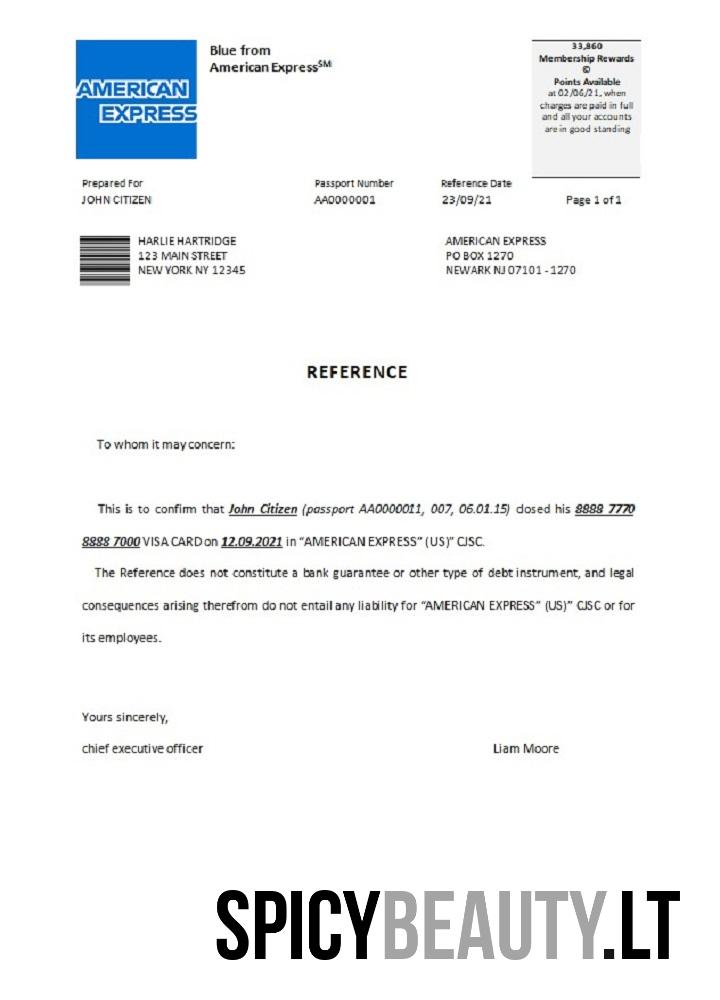 AMERICAN
EXPRESS
Blue from
American Express℠
33,860
Membership Rewards
©
Points Available
at 02/06/21, when
charges are paid in full
and all your accounts
are in good standing
Prepared For
JOHN CITIZEN
Passport Number
AA0000001
Reference Date
23/09/21
Page 1 of 1
HARLIE HARTRIDGE
123 MAIN STREET
NEW YORK NY 12345
AMERICAN EXPRESS
PO BOX 1270
NEWARK NJ 07101 - 1270
REFERENCE
To whom it may concern:
This is to confirm that John Citizen (passport AA0000011, 007, 06.01.15) closed his 8888 7770
8888 7000 VISA CARD on 12.09.2021 in “AMERICAN EXPRESS” (US)” CJSC.
The Reference does not constitute a bank guarantee or other type of debt instrument, and legal
consequences arising therefrom do not entail any liability for “AMERICAN EXPRESS” (US)” CJSC or for
its employees.
Yours sincerely,
chief executive officer
Liam Moore
SPICYBEAUTY.LT